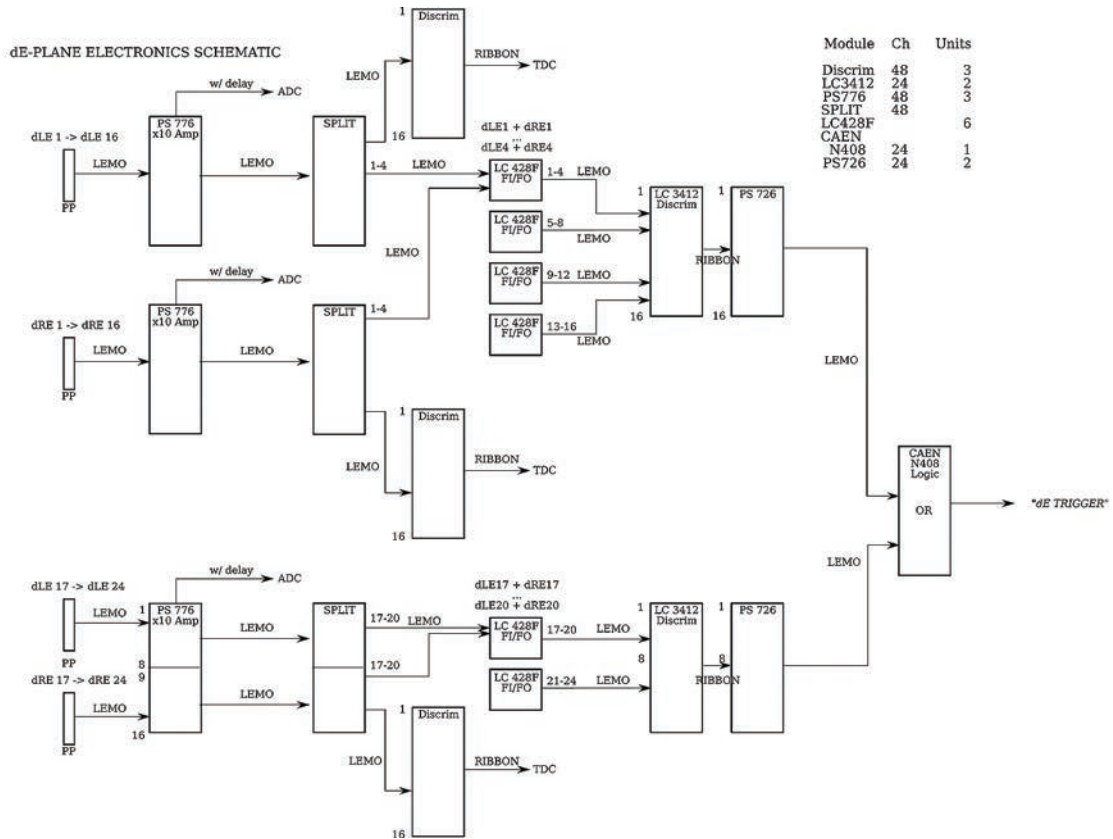 dE-PLANE ELECTRONICS SCHEMATIC
Module Ch Units
Discrim 48 3
LC3412 24 2
PS776 48 3
SPLIT 48
LC428F 6
CAEN
N408 24 1
PS726 24 2
1
Discrim
16
LEMO
RIBBON
TDC
w/ delay
ADC
dLE 1 -> dLE 16
PP
LEMO
PS 776
x10 Amp
LEMO
SPLIT
1-4
LEMO
dLE1 + dRE1
...
dLE4 + dRE4
LC 428F
FI/FO
1-4
LEMO
LC 428F
FI/FO
5-8
LEMO
LC 428F
FI/FO
9-12
LEMO
LC 428F
FI/FO
13-16
LEMO
1
LC 3412
Discrim
16
RIBBON
1
PS 726
16
LEMO
w/ delay
ADC
dRE 1 -> dRE 16
PP
LEMO
PS 776
x10 Amp
LEMO
SPLIT
1-4
LEMO
LEMO
1
Discrim
16
RIBBON
TDC
CAEN
N408
Logic
OR
"dE TRIGGER"
w/ delay
ADC
dLE 17 -> dLE 24
LEMO
PP
dRE 17 -> dRE 24
LEMO
PP
1
PS 776
x10 Amp
8
9
16
LEMO
LEMO
SPLIT
17-20
LEMO
17-20
dLE17 + dRE17
...
dLE20 + dRE20
LC 428F
FI/FO
17-20
LEMO
LC 428F
FI/FO
21-24
LEMO
1
LC 3412
Discrim
8
RIBBON
1
PS 726
8
LEMO
LEMO
1
Discrim
16
RIBBON
TDC